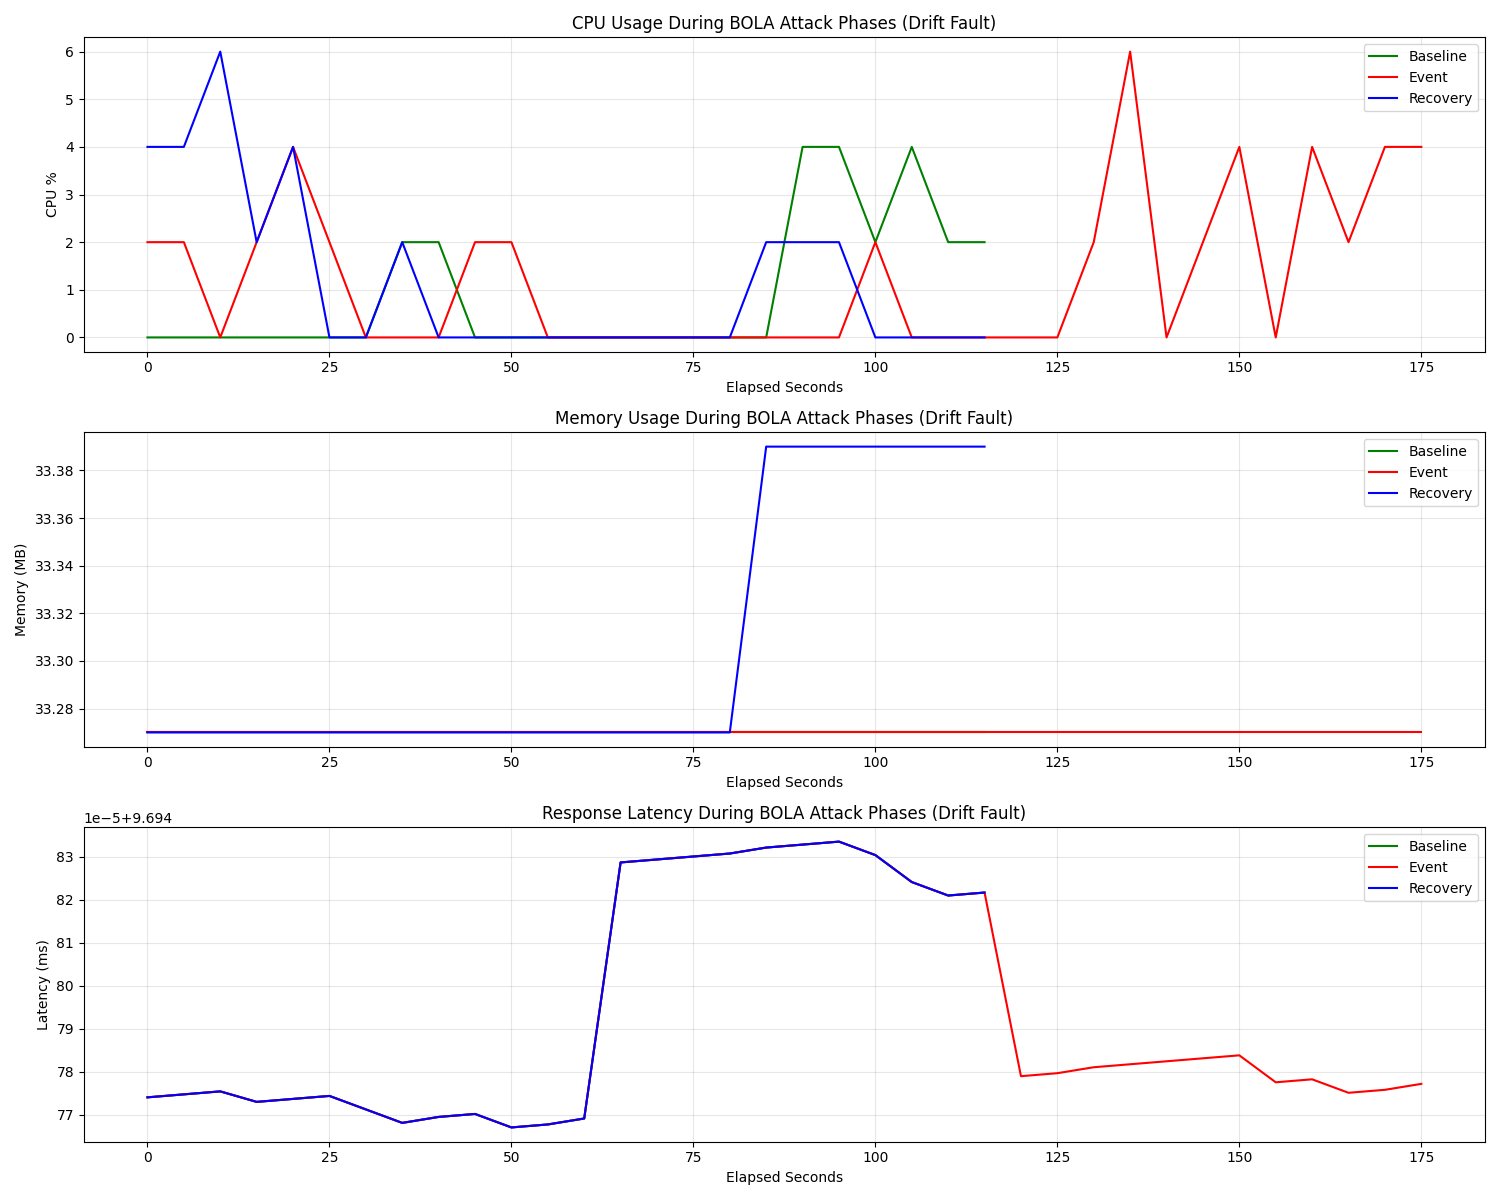 CPU Usage During BOLA Attack Phases (Drift Fault)
CPU %
6
5
4
3
2
1
0
Baseline
Event
Recovery
0 25 50 75 100 125 150 175
Elapsed Seconds
Memory Usage During BOLA Attack Phases (Drift Fault)
Memory (MB)
33.38
33.36
33.34
33.32
33.30
33.28
Baseline
Event
Recovery
0 25 50 75 100 125 150 175
Elapsed Seconds
Response Latency During BOLA Attack Phases (Drift Fault)
1e−5+9.694
Latency (ms)
83
82
81
80
79
78
77
Baseline
Event
Recovery
0 25 50 75 100 125 150 175
Elapsed Seconds